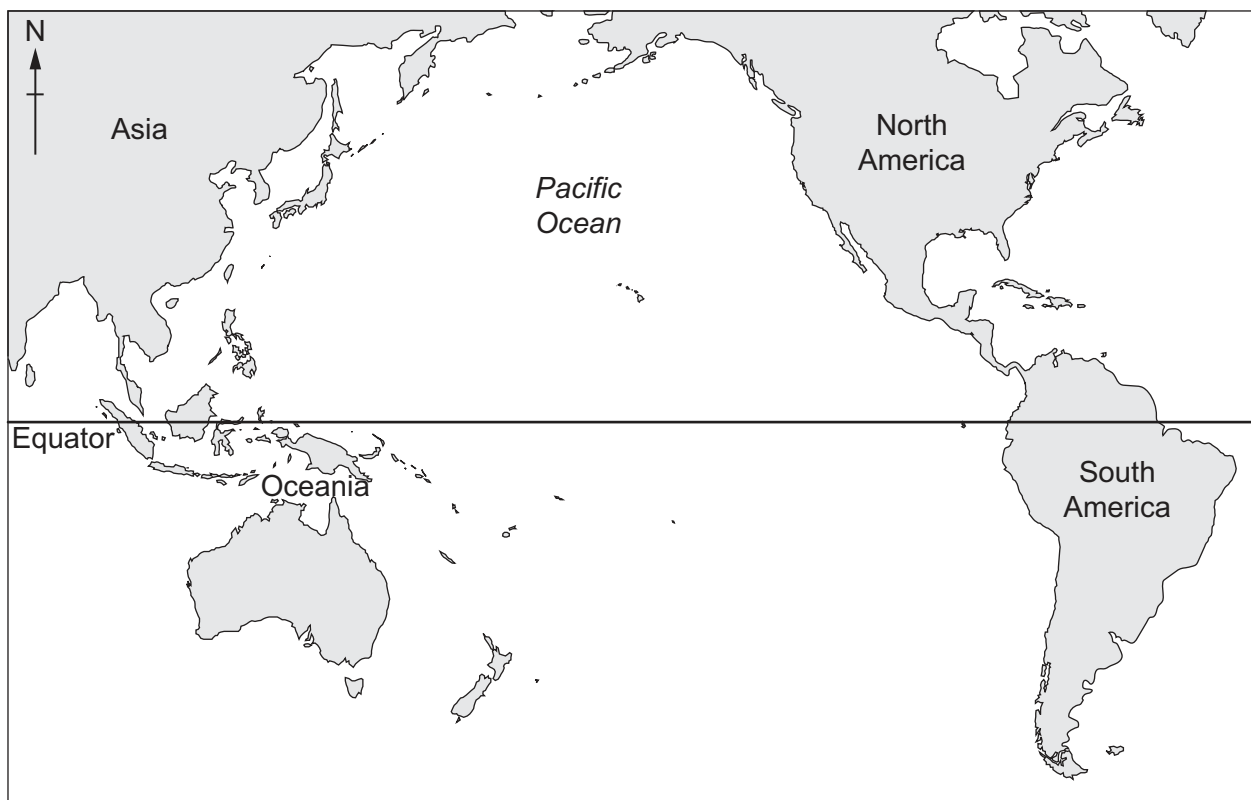 N
Asia
North
America
Pacific
Ocean
Equator
Oceania
South
America